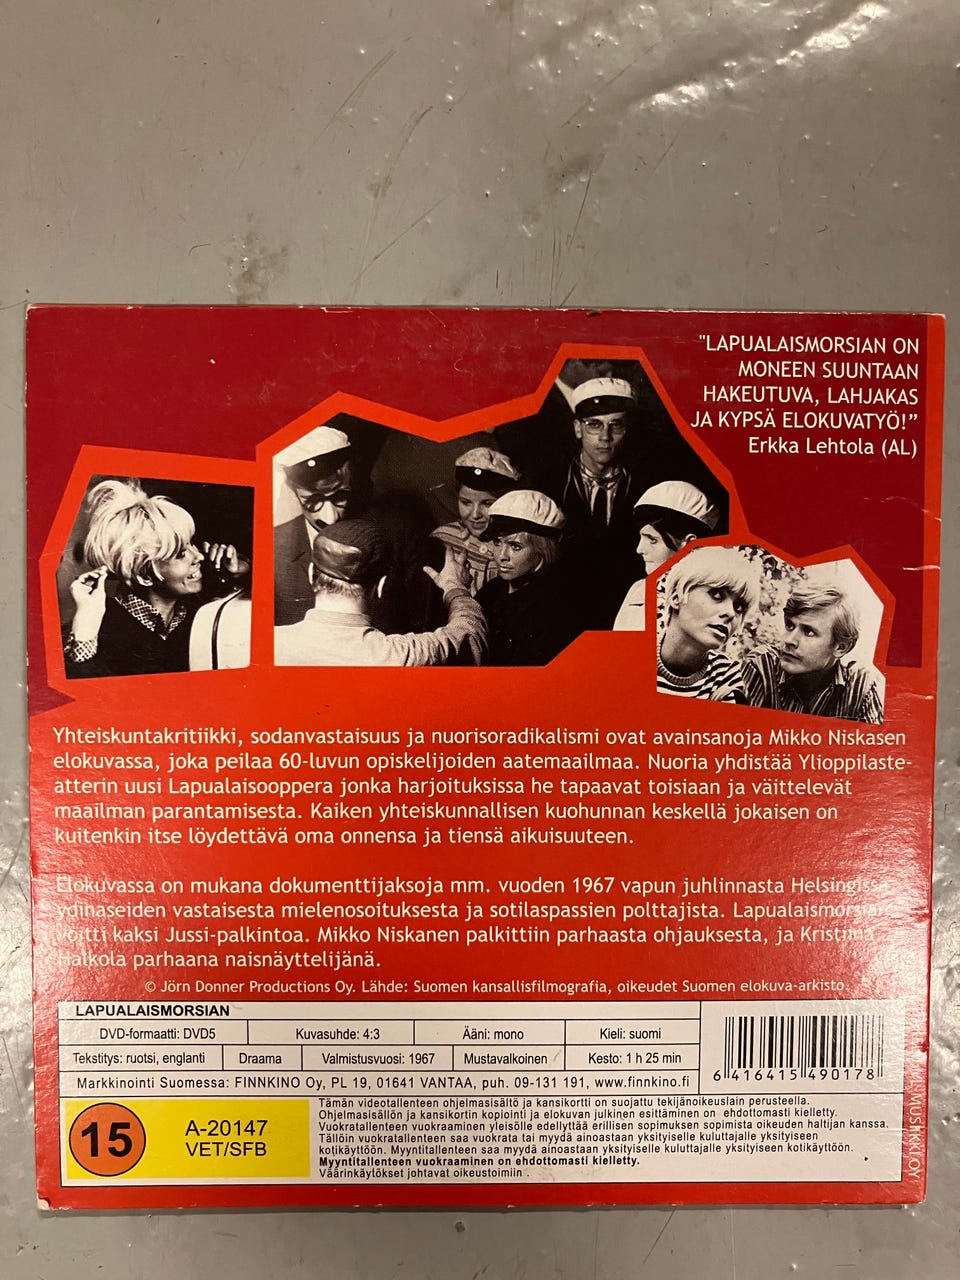 "LAPUALAISMORSIAN ON
MONEEN SUUNTAAN
HAKEUTUVA, LAHJAKAS
JA KYPSÄ ELOKUVATYÖ!”
Erkka Lehtola (AL)
Yhteiskuntakritiikki, sodanvastaisuus ja nuorisoradikalismi ovat avainsanoja Mikko Niskasen
elokuvassa, joka peilaa 60-luvun opiskelijoiden aatemaailmaa. Nuoria yhdistää Ylioppilaste-
atterin uusi Lapualaisooppera jonka harjoituksissa he tapaavat toisiaan ja väittelevät
maailman parantamisesta. Kaiken yhteiskunnallisen kuohunnan keskellä jokaisen on
kuitenkin itse löydettävä oma onnensa ja tiensä aikuisuuteen.
Elokuvassa on mukana dokumenttijaksoja mm. vuoden 1967 vapun juhlinnasta Helsingissä
ydinaseiden vastaisesta mielenosoituksesta ja sotilaspassien polttajista. Lapualaismorsian
voitti kaksi Jussi-palkintoa. Mikko Niskanen palkittiin parhaasta ohjauksesta, ja Kristiina
Halkola parhaana naisnäyttelijänä.
© Jörn Donner Productions Oy. Lähde: Suomen kansallisfilmografia, oikeudet Suomen elokuva-arkisto.
LAPUALAISMORSIAN
DVD-formaatti: DVD5 Kuvasuhde: 4:3 Ääni: mono Kieli: suomi
Tekstitys: ruotsi, englanti Draama Valmistusvuosi: 1967 Mustavalkoinen Kesto: 1 h 25 min
Markkinointi Suomessa: FINNKINO Oy, PL 19, 01641 VANTAA, puh. 09-131 191, www.finnkino.fi
6 416415 490178
15
A-20147
VET/SFB
Tämän videotallenteen ohjelmasisältö ja kansikortti on suojattu tekijänoikeuslain perusteella.
Ohjelmasisällön ja kansikortin kopiointi ja elokuvan julkinen esittäminen on ehdottomasti kielletty.
Vuokratallenteen vuokraaminen yleisölle edellyttää erillisen sopimuksen sopimista oikeuden haltijan kanssa.
Tällöin vuokratallenteen saa vuokrata tai myydä ainoastaan yksityiselle kuluttajalle yksityiseen
kotikäyttöön. Myyntitallenteen saa myydä ainoastaan yksityiselle kuluttajalle yksityiseen kotikäyttöön.
Myyntitallenteen vuokraaminen on ehdottomasti kielletty.
Väärinkäytökset johtavat oikeustoimiin .